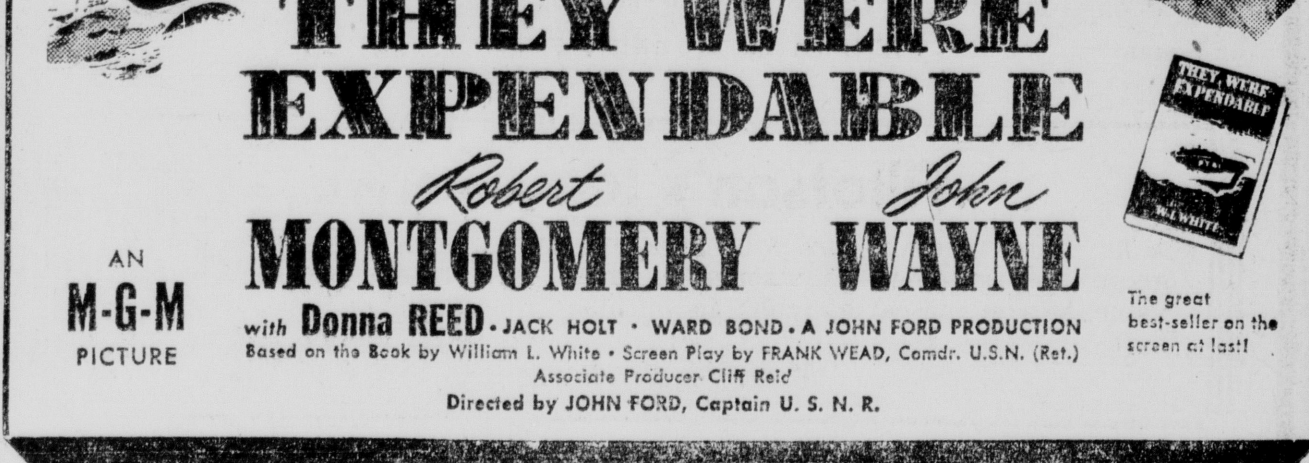 THEY WERE
EXPENDABLE
Robert John
MONTGOMERY WAYNE
with Donna REED • JACK HOLT • WARD BOND • A JOHN FORD PRODUCTION
Based on the Book by William L. White • Screen Play by FRANK WEAD, Comdr. U.S.N. (Ret.)
Associate Producer Cliff Reid
Directed by JOHN FORD, Captain U. S. N. R.
AN
M-G-M
PICTURE
THEY WERE
EXPENDABLE
W.L. WHITE
The great
best-seller on the
screen at last!